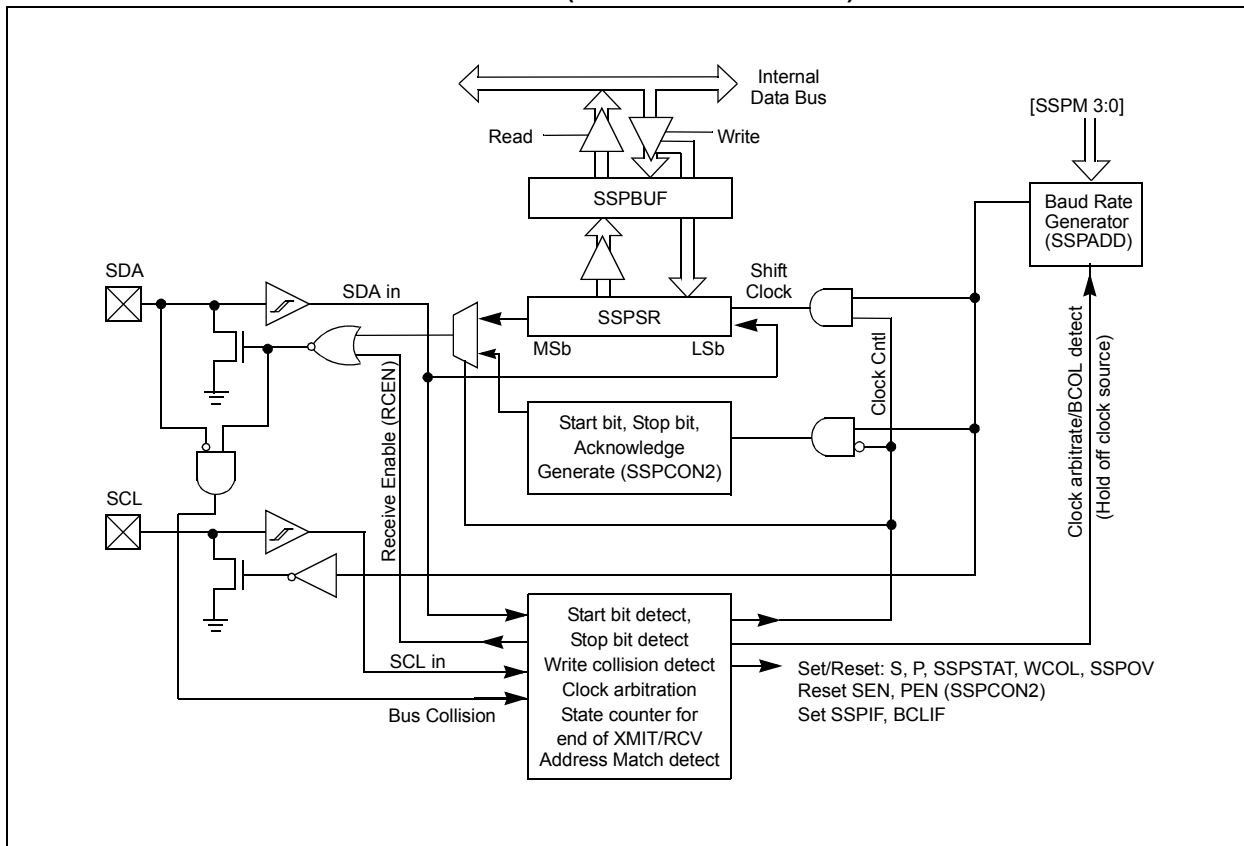 Internal
Data Bus
[SSPM 3:0]
Read
Write
SSPBUF
Baud Rate
Generator
(SSPADD)
SDA
SDA in
Shift
Clock
SSPSR
MSb
LSb
Receive Enable (RCEN)
Clock Cntl
Clock arbitrate/BCOL detect
(Hold off clock source)
Start bit, Stop bit,
Acknowledge
Generate (SSPCON2)
SCL
SCL in
Bus Collision
Start bit detect,
Stop bit detect
Write collision detect
Clock arbitration
State counter for
end of XMIT/RCV
Address Match detect
Set/Reset: S, P, SSPSTAT, WCOL, SSPOV
Reset SEN, PEN (SSPCON2)
Set SSPIF, BCLIF